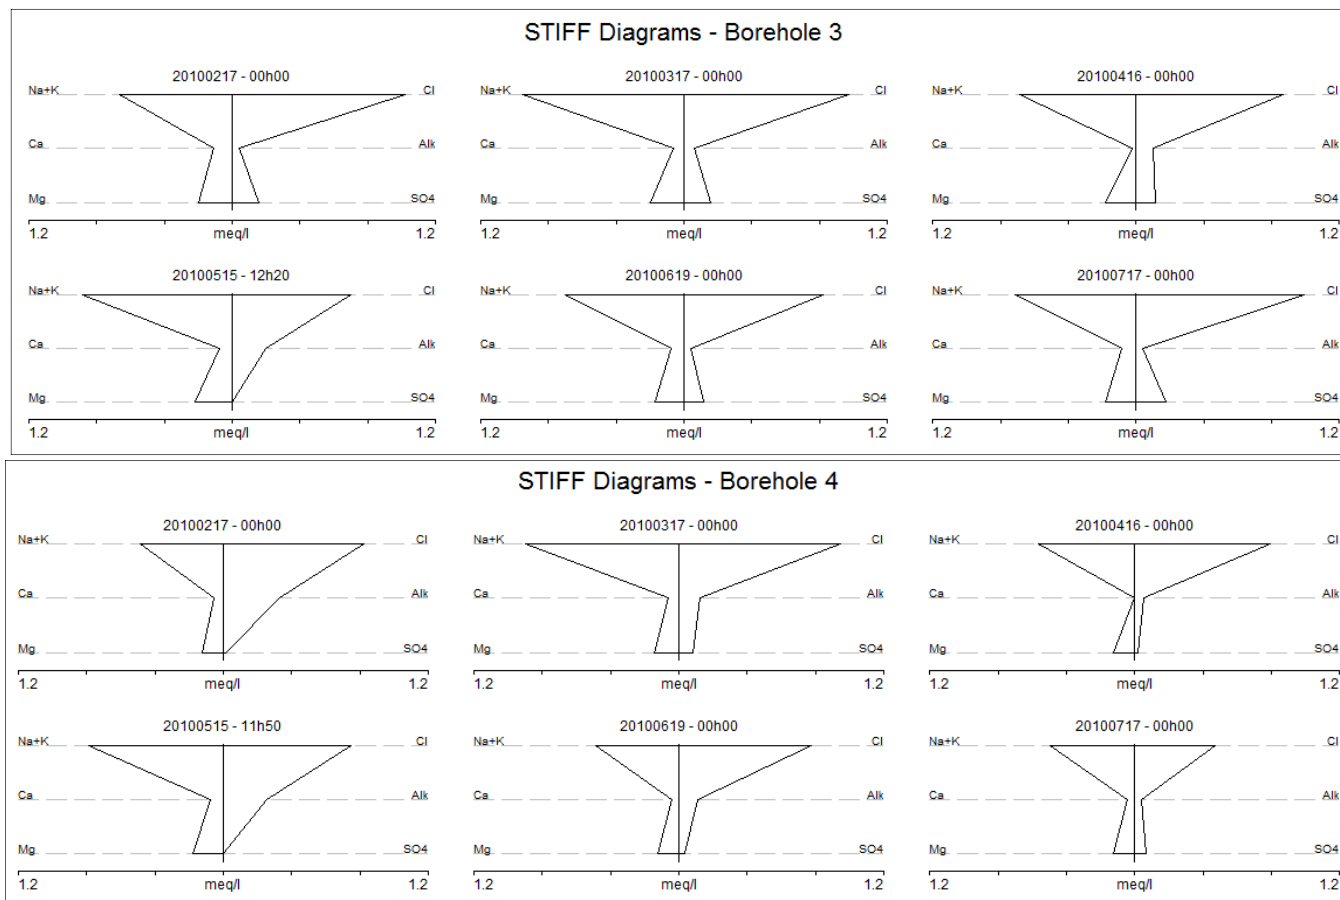 STIFF Diagrams - Borehole 3
20100217 - 00h00 20100317 - 00h00 20100416 - 00h00
Na+K Cl Na+K Cl Na+K Cl
Ca Alk Ca Alk Ca Alk
Mg SO4 Mg SO4 Mg SO4
1.2 meq/l 1.2 1.2 meq/l 1.2 1.2 meq/l 1.2
20100515 - 12h20 20100619 - 00h00 20100717 - 00h00
Na+K Cl Na+K Cl Na+K Cl
Ca Alk Ca Alk Ca Alk
Mg SO4 Mg SO4 Mg SO4
1.2 meq/l 1.2 1.2 meq/l 1.2 1.2 meq/l 1.2
STIFF Diagrams - Borehole 4
20100217 - 00h00 20100317 - 00h00 20100416 - 00h00
Na+K Cl Na+K Cl Na+K Cl
Ca Alk Ca Alk Ca Alk
Mg SO4 Mg SO4 Mg SO4
1.2 meq/l 1.2 1.2 meq/l 1.2 1.2 meq/l 1.2
20100515 - 11h50 20100619 - 00h00 20100717 - 00h00
Na+K Cl Na+K Cl Na+K Cl
Ca Alk Ca Alk Ca Alk
Mg SO4 Mg SO4 Mg SO4
1.2 meq/l 1.2 1.2 meq/l 1.2 1.2 meq/l 1.2